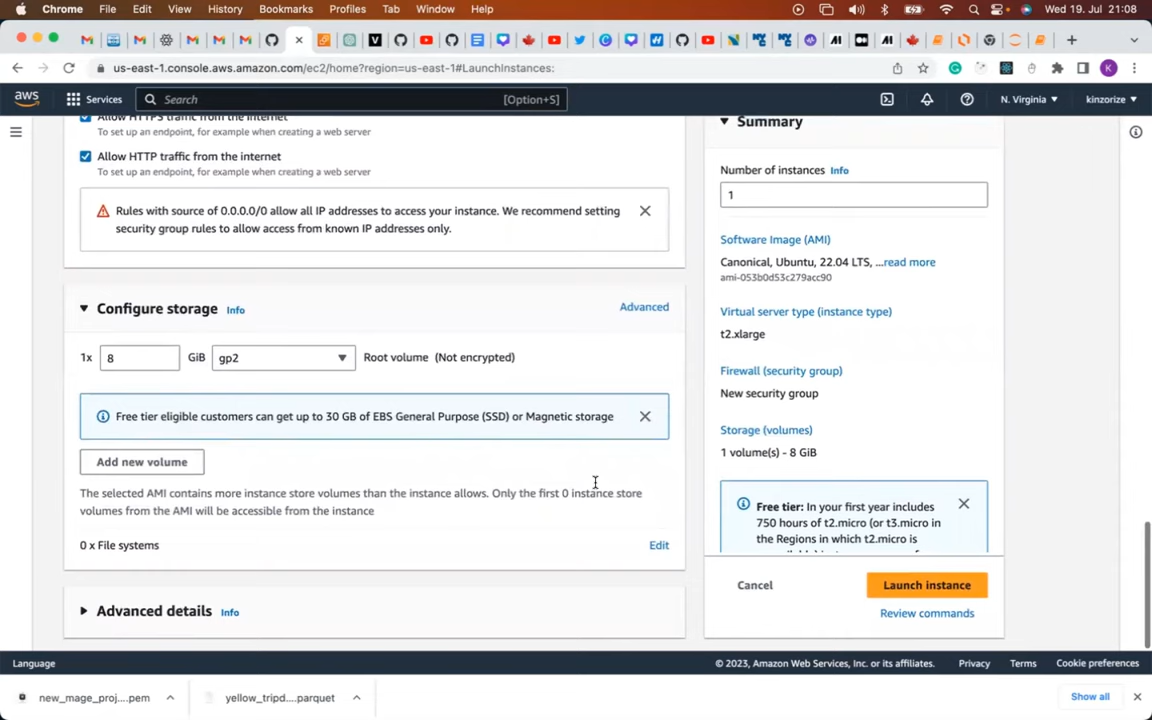 Chrome File Edit View History Bookmarks Profiles Tab Window Help Wed 19. Jul 21:08
us-east-1.console.aws.amazon.com/ec2/home?region=us-east-1#LaunchInstances:
aws Services Search [Option+S] N. Virginia kinzorize
Allow HTTPS traffic from the internet
To set up an endpoint, for example when creating a web server
Allow HTTP traffic from the internet
To set up an endpoint, for example when creating a web server
Rules with source of 0.0.0.0/0 allow all IP addresses to access your instance. We recommend setting
security group rules to allow access from known IP addresses only.
Configure storage Info Advanced
1x 8 GiB gp2 Root volume (Not encrypted)
Free tier eligible customers can get up to 30 GB of EBS General Purpose (SSD) or Magnetic storage
Add new volume
The selected AMI contains more instance store volumes than the instance allows. Only the first 0 instance store
volumes from the AMI will be accessible from the instance
0 x File systems Edit
Advanced details Info
Summary
Number of instances Info
1
Software Image (AMI)
Canonical, Ubuntu, 22.04 LTS, ...read more
ami-053b0d53c279acc90
Virtual server type (instance type)
t2.xlarge
Firewall (security group)
New security group
Storage (volumes)
1 volume(s) - 8 GiB
Free tier: In your first year includes
750 hours of t2.micro (or t3.micro in
the Regions in which t2.micro is
Cancel Launch instance
Review commands
Language © 2023, Amazon Web Services, Inc. or its affiliates. Privacy Terms Cookie preferences
new_mage_proj....pem yellow_tripd....parquet Show all